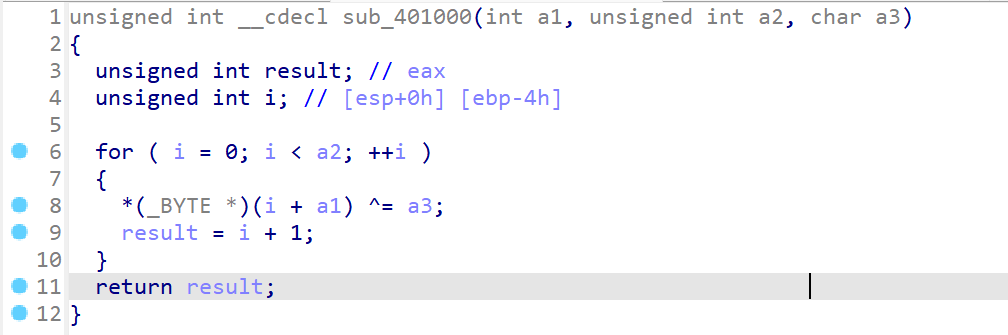 1 unsigned int __cdecl sub_401000(int a1, unsigned int a2, char a3)
2 {
3   unsigned int result; // eax
4   unsigned int i; // [esp+0h] [ebp-4h]
5
6   for ( i = 0; i < a2; ++i )
7   {
8     *(_BYTE *)(i + a1) ^= a3;
9     result = i + 1;
10   }
11   return result;
12 }